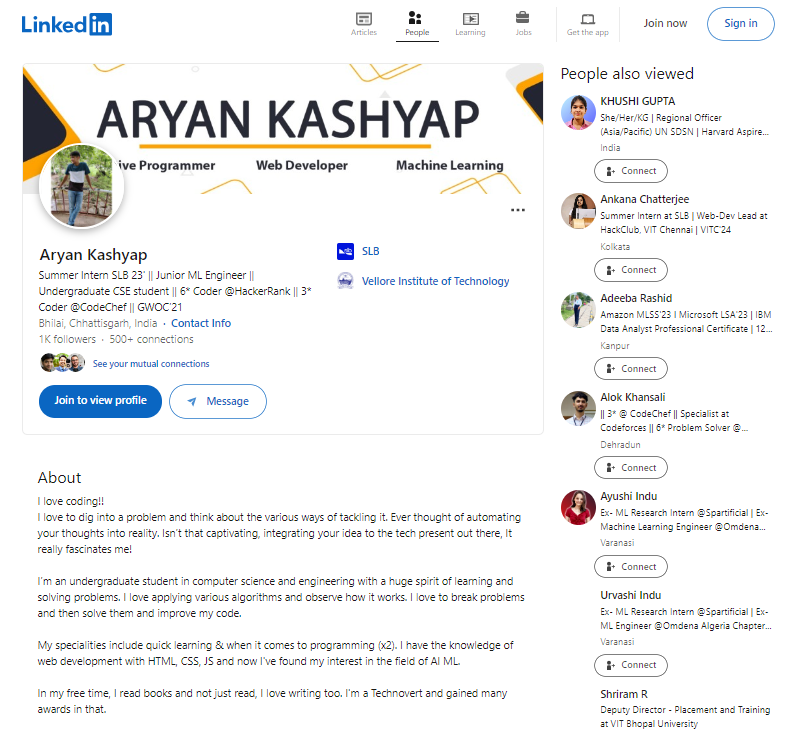 Linked in
Articles
People
Learning
Jobs
Get the app
Join now
Sign in
ARYAN KASHYAP
ive Programmer
Web Developer
Machine Learning
Aryan Kashyap
Summer Intern SLB 23' || Junior ML Engineer ||
Undergraduate CSE student || 6* Coder @HackerRank || 3*
Coder @CodeChef || GWOC'21
Bhilai, Chhattisgarh, India · Contact Info
1K followers · 500+ connections
See your mutual connections
Join to view profile
Message
SLB
Vellore Institute of Technology
About
I love coding!!
I love to dig into a problem and think about the various ways of tackling it. Ever thought of automating
your thoughts into reality. Isn't that captivating, integrating your idea to the tech present out there, It
really fascinates me!
I'm an undergraduate student in computer science and engineering with a huge spirit of learning and
solving problems. I love applying various algorithms and observe how it works. I love to break problems
and then solve them and improve my code.
My specialities include quick learning & when it comes to programming (x2). I have the knowledge of
web development with HTML, CSS, JS and now I've found my interest in the field of AI ML.
In my free time, I read books and not just read, I love writing too. I'm a Technovert and gained many
awards in that.
People also viewed
KHUSHI GUPTA
She/Her/KG | Regional Officer
(Asia/Pacific) UN SDSN | Harvard Aspire...
India
Connect
Ankana Chatterjee
Summer Intern at SLB | Web-Dev Lead at
HackClub, VIT Chennai | VITC'24
Kolkata
Connect
Adeeba Rashid
Amazon MLSS'23 I Microsoft LSA'23 | IBM
Data Analyst Professional Certificate | 12...
Kanpur
Connect
Alok Khansali
|| 3* @ CodeChef || Specialist at
Codeforces || 6* Problem Solver @...
Dehradun
Connect
Ayushi Indu
Ex- ML Research Intern @Spartificial | Ex-
Machine Learning Engineer @Omdena...
Varanasi
Connect
Urvashi Indu
Ex- ML Research Intern @Spartificial | Ex-
ML Engineer @Omdena Algeria Chapter...
Varanasi
Connect
Shriram R
Deputy Director - Placement and Training
at VIT Bhopal University